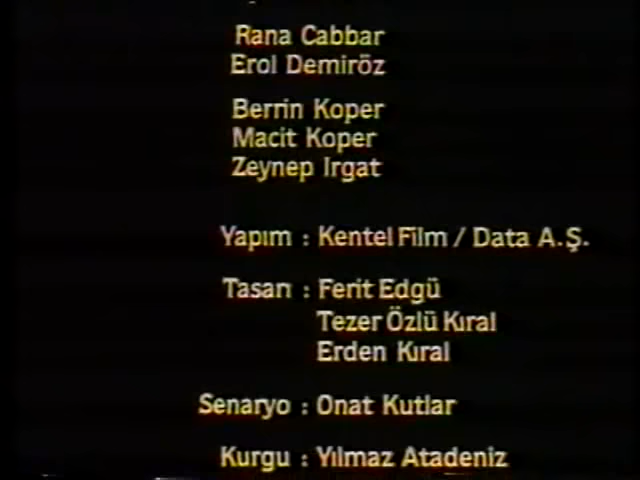 Rana Cabbar
Erol Demiröz
Berrin Koper
Macit Koper
Zeynep Irgat
Yapım : Kentel Film / Data A.Ş.
Tasarı : Ferit Edgü
Tezer Özlü Kıral
Erden Kıral
Senaryo : Onat Kutlar
Kurgu : Yılmaz Atadeniz